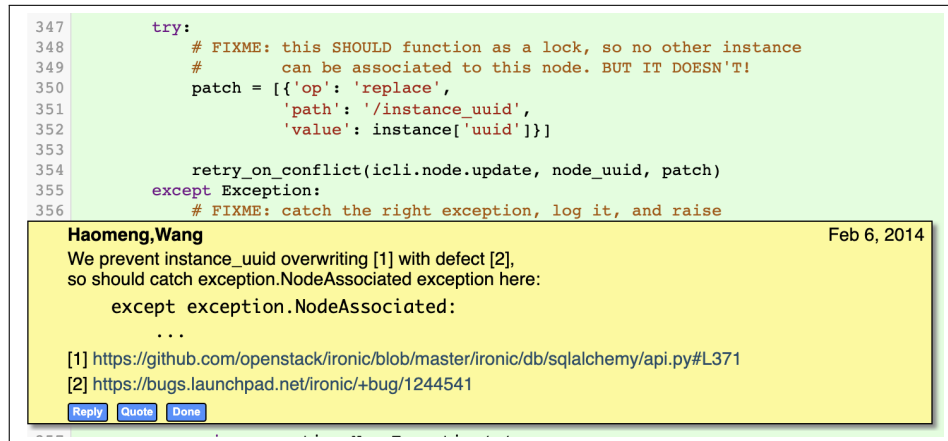 347         try:
348             # FIXME: this SHOULD function as a lock, so no other instance
349             #        can be associated to this node. BUT IT DOESN'T!
350             patch = [{'op': 'replace',
351                       'path': '/instance_uuid',
352                       'value': instance['uuid']}]
353
354             retry_on_conflict(icli.node.update, node_uuid, patch)
355         except Exception:
356             # FIXME: catch the right exception, log it, and raise
Haomeng,Wang Feb 6, 2014
We prevent instance_uuid overwriting [1] with defect [2],
so should catch exception.NodeAssociated exception here:
except exception.NodeAssociated:
...
[1] https://github.com/openstack/ironic/blob/master/ironic/db/sqlalchemy/api.py#L371
[2] https://bugs.launchpad.net/ironic/+bug/1244541
Reply Quote Done